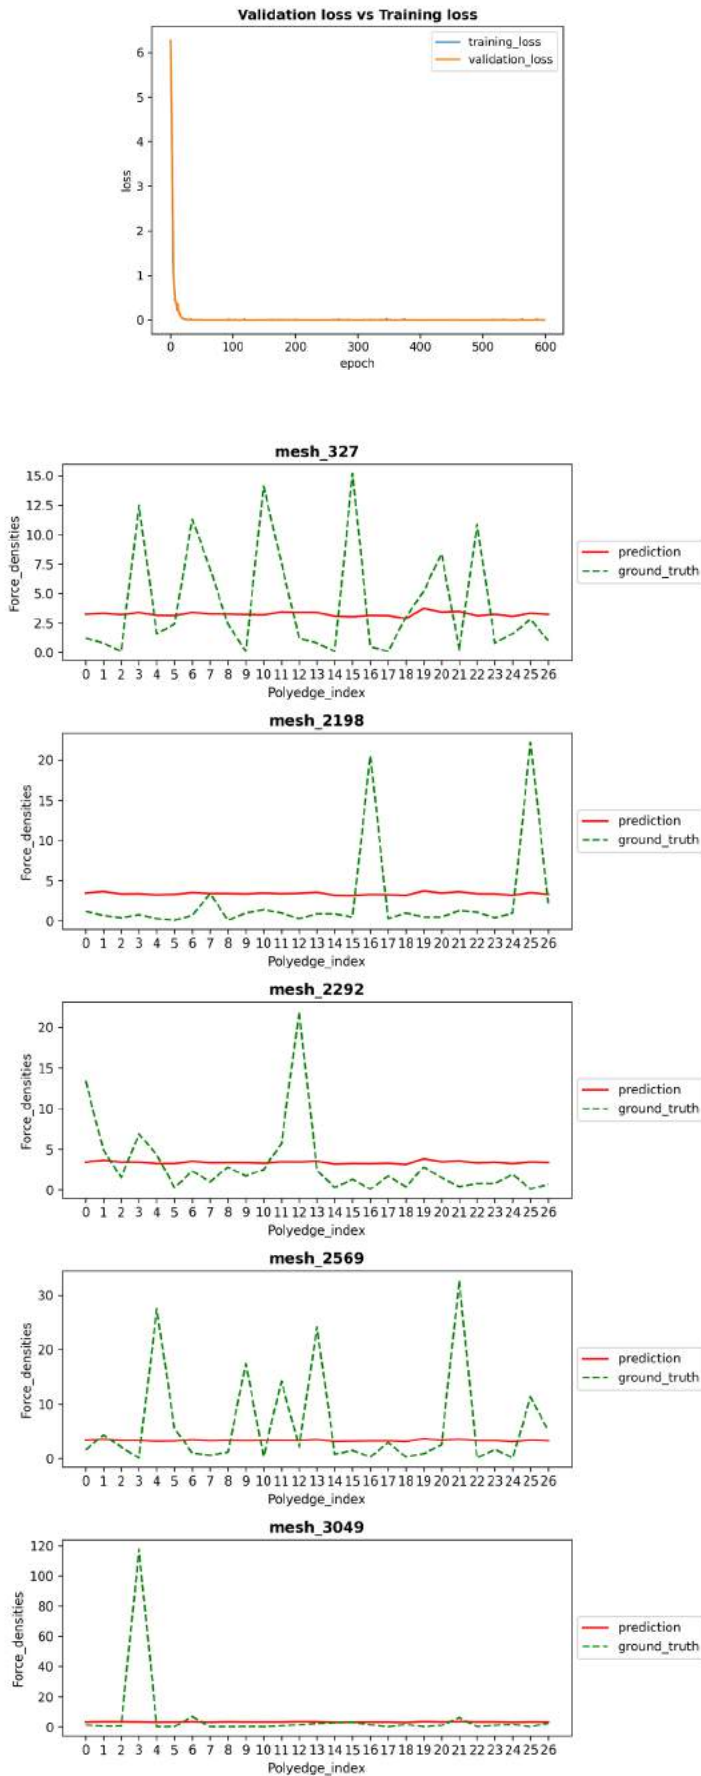 Validation loss vs Training loss
training_loss
validation_loss
6
5
4
3
2
1
0
loss
0 100 200 300 400 500 600
epoch
mesh_327
15.0
12.5
10.0
7.5
5.0
2.5
0.0
Force_densities
prediction
ground_truth
0 1 2 3 4 5 6 7 8 9 10 11 12 13 14 15 16 17 18 19 20 21 22 23 24 25 26
Polyedge_index
mesh_2198
20
15
10
5
0
Force_densities
prediction
ground_truth
0 1 2 3 4 5 6 7 8 9 10 11 12 13 14 15 16 17 18 19 20 21 22 23 24 25 26
Polyedge_index
mesh_2292
20
15
10
5
0
Force_densities
prediction
ground_truth
0 1 2 3 4 5 6 7 8 9 10 11 12 13 14 15 16 17 18 19 20 21 22 23 24 25 26
Polyedge_index
mesh_2569
30
20
10
0
Force_densities
prediction
ground_truth
0 1 2 3 4 5 6 7 8 9 10 11 12 13 14 15 16 17 18 19 20 21 22 23 24 25 26
Polyedge_index
mesh_3049
120
100
80
60
40
20
0
Force_densities
prediction
ground_truth
0 1 2 3 4 5 6 7 8 9 10 11 12 13 14 15 16 17 18 19 20 21 22 23 24 25 26
Polyedge_index